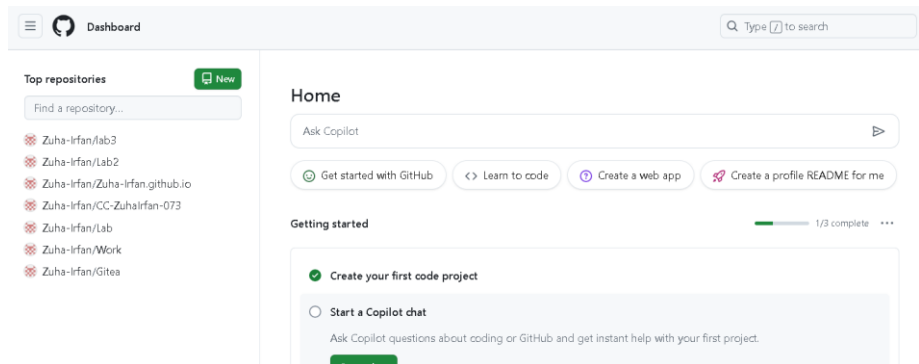 Dashboard
Type / to search
Top repositories
New
Find a repository...
Zuha-Irfan/lab3
Zuha-Irfan/Lab2
Zuha-Irfan/Zuha-Irfan.github.io
Zuha-Irfan/CC-ZuhaIrfan-073
Zuha-Irfan/Lab
Zuha-Irfan/Work
Zuha-Irfan/Gitea
Home
Ask Copilot
Get started with GitHub
Learn to code
Create a web app
Create a profile README for me
Getting started
1/3 complete
Create your first code project
Start a Copilot chat
Ask Copilot questions about coding or GitHub and get instant help with your first project.